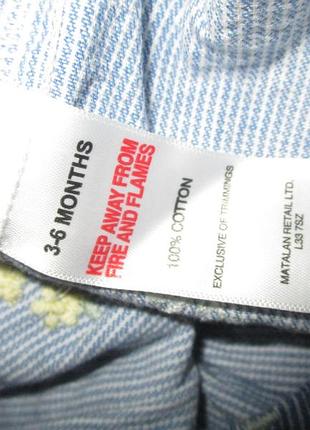 3-6 MONTHS
KEEP AWAY FROM
FIRE AND FLAMES
100% COTTON
EXCLUSIVE OF TRIMMINGS
MATALAN RETAIL LTD.
L33 7SZ